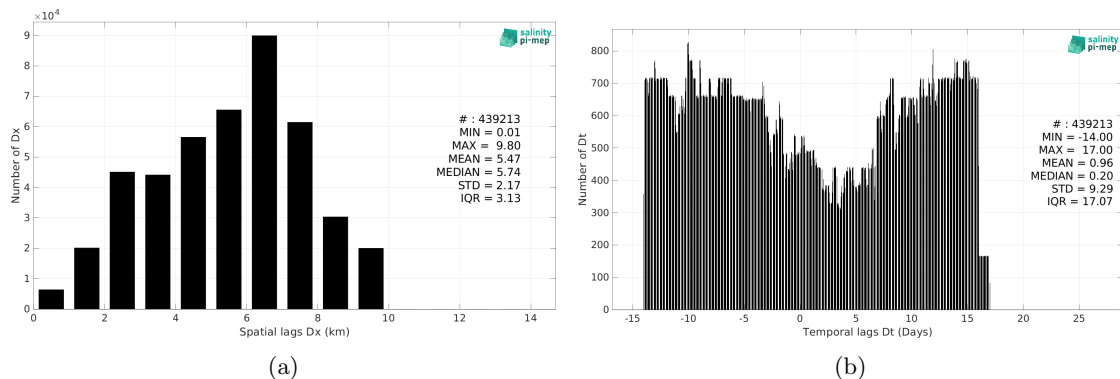 ×10⁴
9
8
7
6
5
4
3
2
1
0
Number of Dx
0
2
4
6
8
10
12
14
Spatial lags Dx (km)
salinity
pi-mep
# : 439213
MIN = 0.01
MAX = 9.80
MEAN = 5.47
MEDIAN = 5.74
STD = 2.17
IQR = 3.13
(a)
800
700
600
500
400
300
200
100
0
Number of Dt
-15
-10
-5
0
5
10
15
20
25
Temporal lags Dt (Days)
salinity
pi-mep
# : 439213
MIN = -14.00
MAX = 17.00
MEAN = 0.96
MEDIAN = 0.20
STD = 9.29
IQR = 17.07
(b)